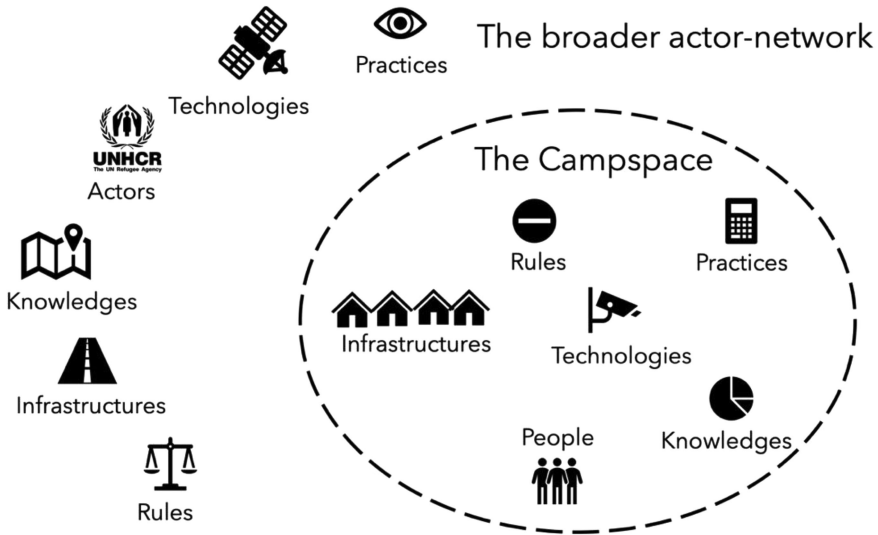 The broader actor-network
Practices
Technologies
UNHCR
The UN Refugee Agency
Actors
The Campspace
Knowledges
Rules
Practices
Infrastructures
Technologies
Infrastructures
People
Knowledges
Rules